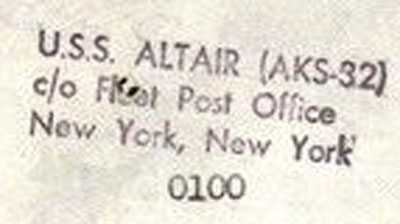 U.S.S. ALTAIR (AKS-32)
c/o Fleet Post Office
New York, New York
0100